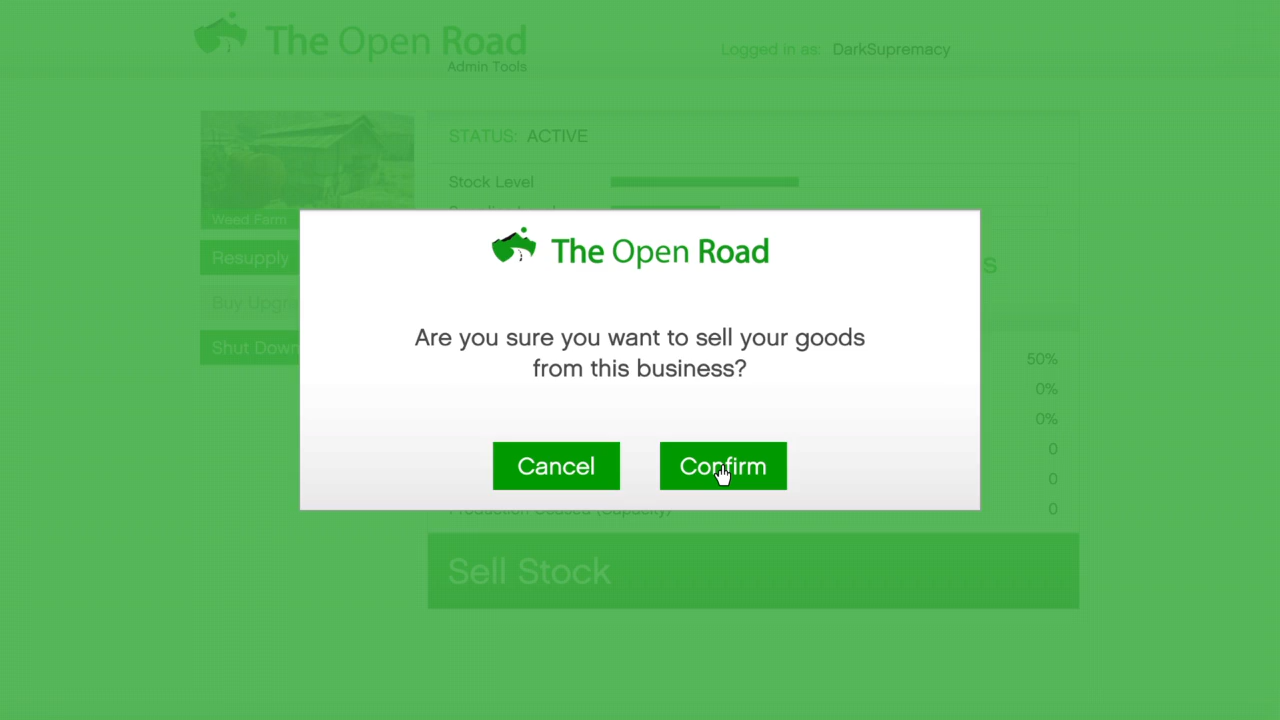 The Open Road
Admin Tools
Logged in as: DarkSupremacy
STATUS: ACTIVE
Stock Level
Weed Farm
Resupply
Buy
Shut Down
The Open Road
Are you sure you want to sell your goods
from this business?
Cancel
Confirm
50%
0%
0%
0
0
0
Sell Stock